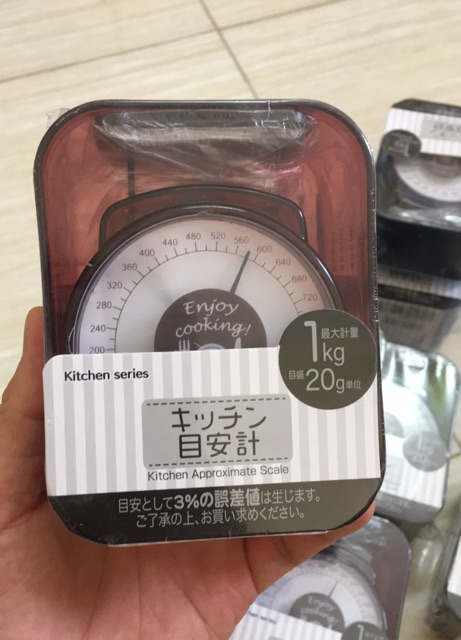 200
240
280
320
360
400
440
480
520
560
600
640
680
720
Enjoy
cooking!
最大計量
1kg
目盛20g単位
Kitchen series
キッチン
目安計
Kitchen Approximate Scale
目安として3%の誤差値は生じます。
ご了承の上、お買い求めください。
Enjoy
cooking!
1kg